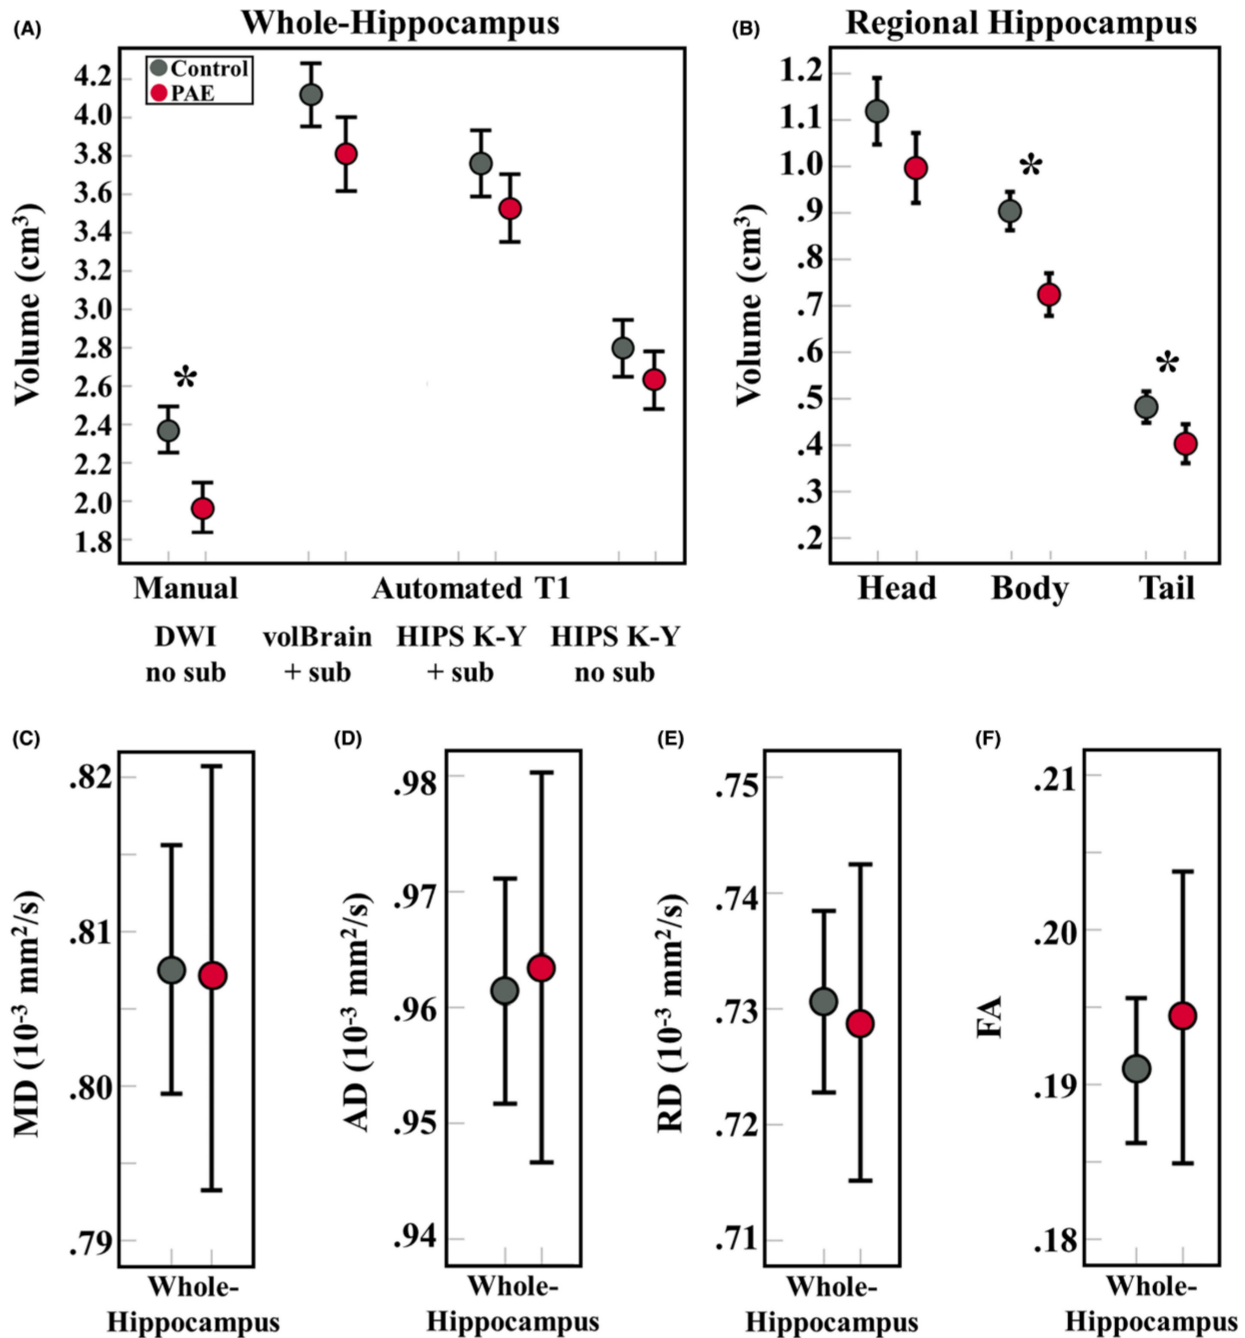 (A)
Whole-Hippocampus
Control
PAE
4.2
4.0
3.8
3.6
3.4
3.2
3.0
2.8
2.6
2.4
2.2
2.0
1.8
Volume (cm³)
*
Manual
Automated T1
DWI
no sub
volBrain
+ sub
HIPS K-Y
+ sub
HIPS K-Y
no sub
(B)
Regional Hippocampus
1.2
1.1
1.0
.9
.8
.7
.6
.5
.4
.3
.2
Volume (cm³)
*
*
Head
Body
Tail
(C)
.82
.81
.80
.79
MD (10⁻³ mm²/s)
Whole-
Hippocampus
(D)
.98
.97
.96
.95
.94
AD (10⁻³ mm²/s)
Whole-
Hippocampus
(E)
.75
.74
.73
.72
.71
RD (10⁻³ mm²/s)
Whole-
Hippocampus
(F)
.21
.20
.19
.18
FA
Whole-
Hippocampus